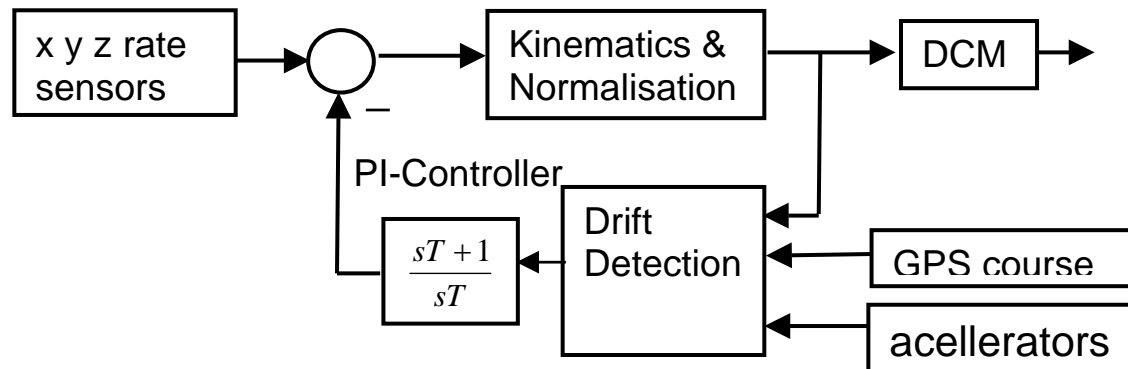 x y z rate
sensors
Kinematics &
Normalisation
DCM
–
PI-Controller
sT + 1
sT
Drift
Detection
GPS course
acellerators